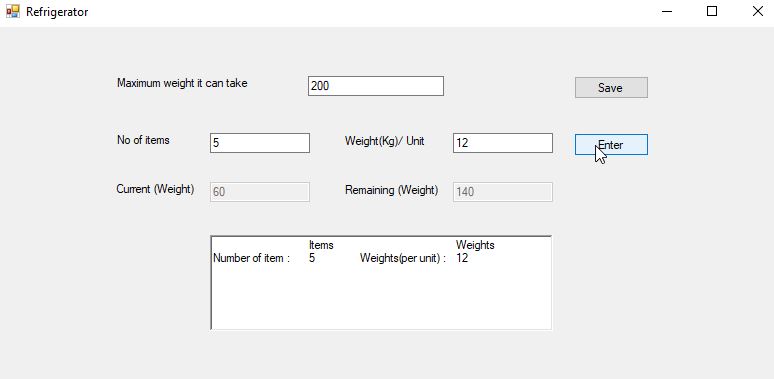 Refrigerator
Maximum weight it can take 200 Save
No of items 5 Weight(Kg)/ Unit 12 Enter
Current (Weight) 60 Remaining (Weight) 140
Items Weights
Number of item : 5 Weights(per unit) : 12